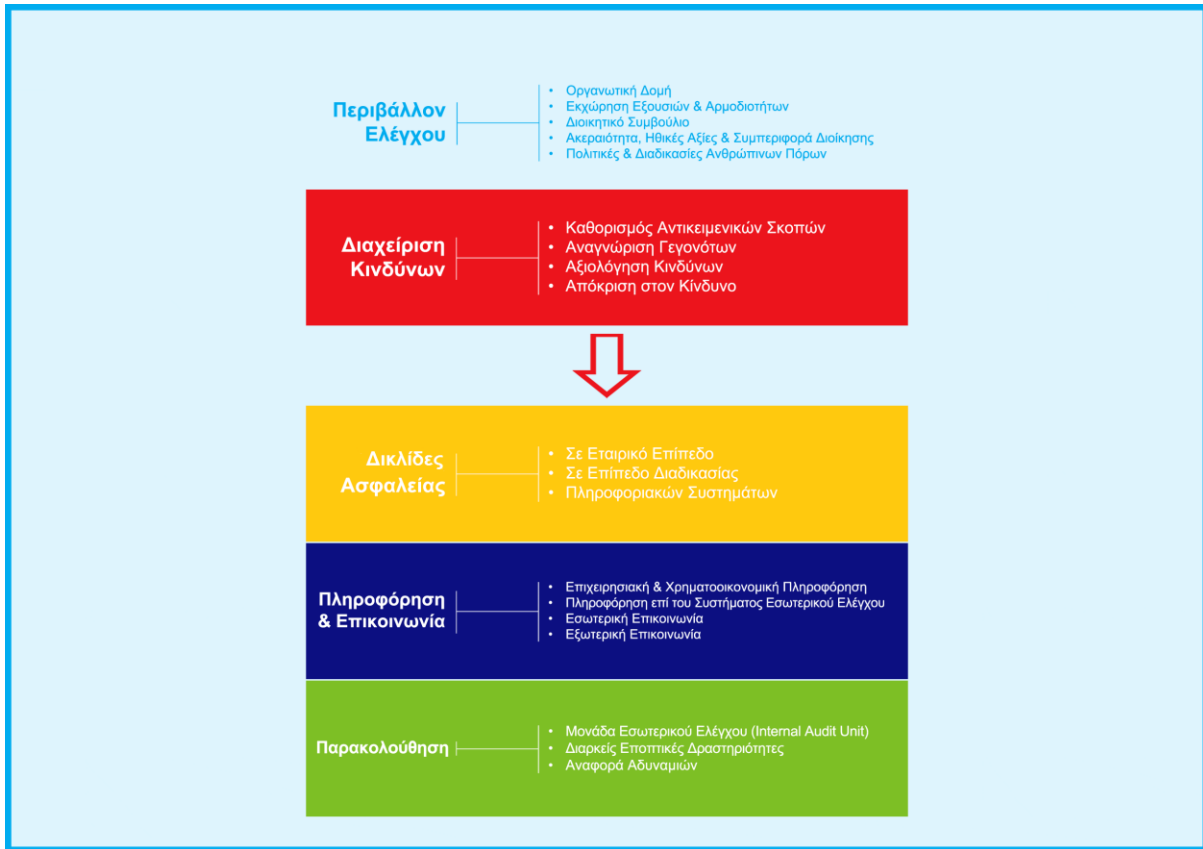 Περιβάλλον
Ελέγχου
• Οργανωτική Δομή
• Εκχώρηση Εξουσιών & Αρμοδιοτήτων
• Διοικητικό Συμβούλιο
• Ακεραιότητα, Ηθικές Αξίες & Συμπεριφορά Διοίκησης
• Πολιτικές & Διαδικασίες Ανθρώπινων Πόρων
Διαχείριση
Κινδύνων
• Καθορισμός Αντικειμενικών Σκοπών
• Αναγνώριση Γεγονότων
• Αξιολόγηση Κινδύνων
• Απόκριση στον Κίνδυνο
Δικλίδες
Ασφαλείας
• Σε Εταιρικό Επίπεδο
• Σε Επίπεδο Διαδικασίας
• Πληροφοριακών Συστημάτων
Πληροφόρηση
& Επικοινωνία
• Επιχειρησιακή & Χρηματοοικονομική Πληροφόρηση
• Πληροφόρηση επί του Συστήματος Εσωτερικού Ελέγχου
• Εσωτερική Επικοινωνία
• Εξωτερική Επικοινωνία
Παρακολούθηση
• Μονάδα Εσωτερικού Ελέγχου (Internal Audit Unit)
• Διαρκείς Εποπτικές Δραστηριότητες
• Αναφορά Αδυναμιών